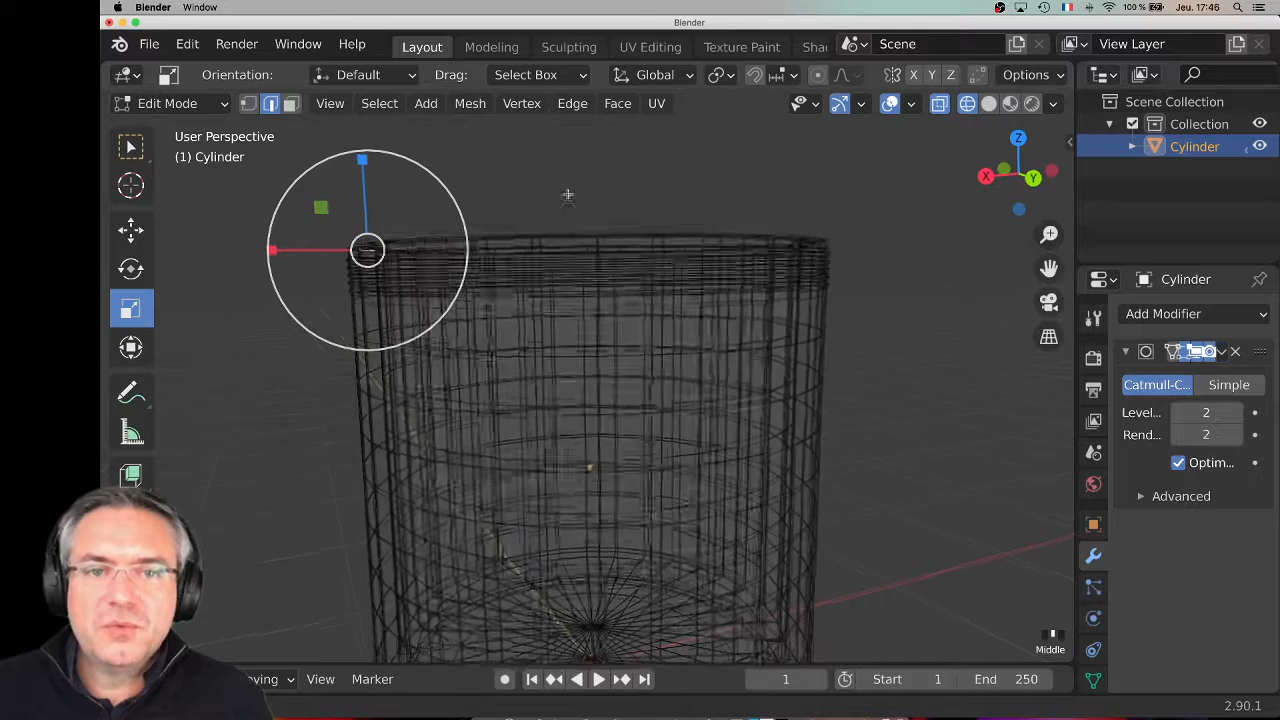 Blender Window 100 % Jeu. 17:46
Blender
File Edit Render Window Help Layout Modeling Sculpting UV Editing Texture Paint Scene View Layer
Orientation: Default Drag: Select Box Global X Y Z Options
Edit Mode View Select Add Mesh Vertex Edge Face UV
Scene Collection
Collection
Cylinder
User Perspective
(1) Cylinder
Z
X Y
Cylinder
Add Modifier
Catmull-C... Simple
Level... 2
Rend... 2
Optim...
Advanced
Middle
View Marker 1 Start 1 End 250
2.90.1